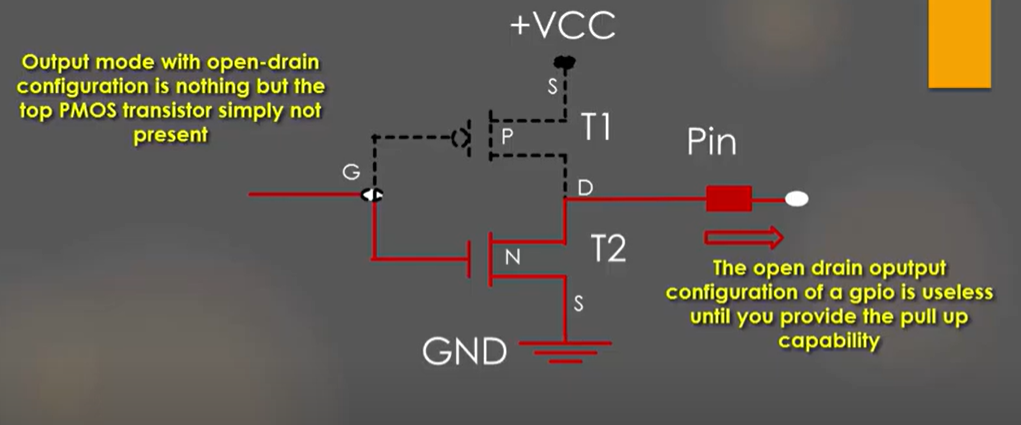 +VCC
Output mode with open-drain
configuration is nothing but the
top PMOS transistor simply not
present
S
P
T1
Pin
G
D
N
T2
The open drain oputput
configuration of a gpio is useless
until you provide the pull up
capability
S
GND